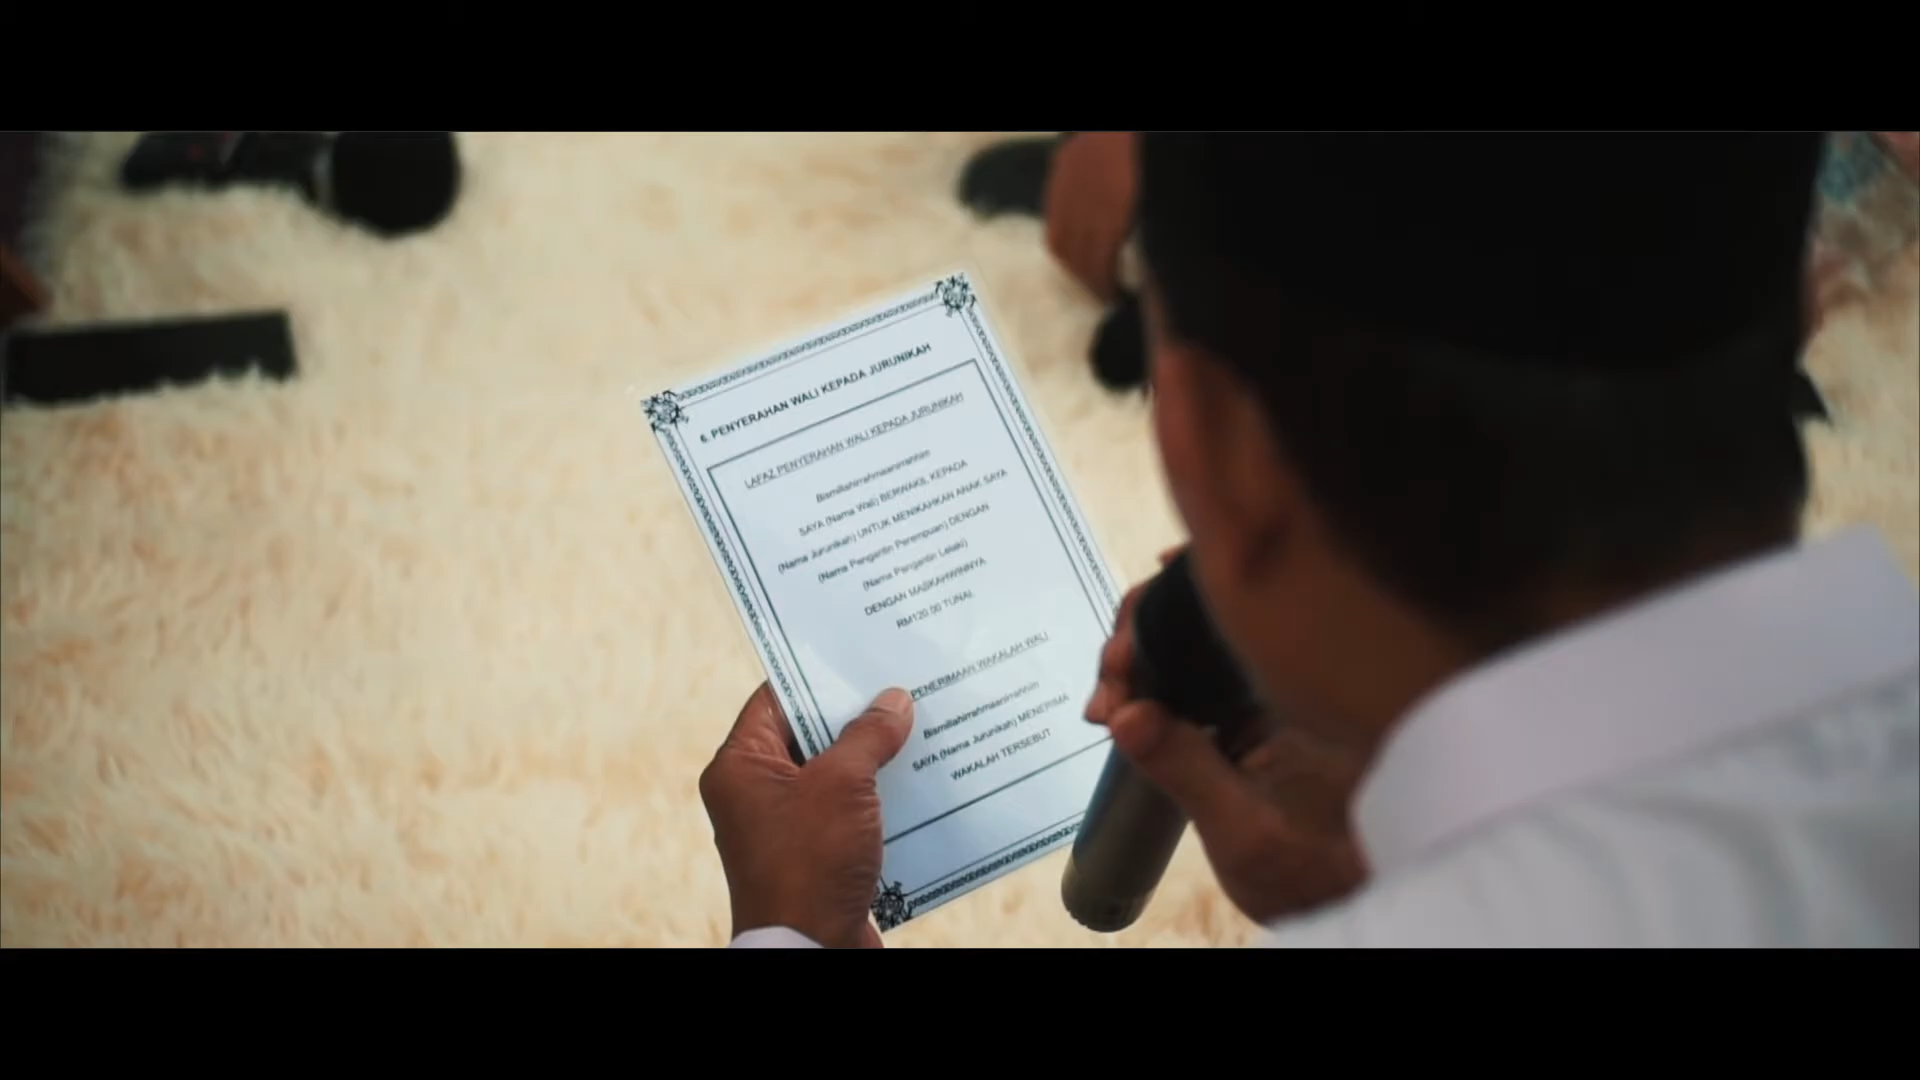 6. PENYERAHAN WALI KEPADA JURUNIKAH
LAFAZ PENYERAHAN WALI KEPADA JURUNIKAH
Bismillahirrahmaanirrahhim
SAYA (Nama Wali) BERWAKIL KEPADA
(Nama Jurunikah) UNTUK MENIKAHKAN ANAK SAYA
(Nama Pengantin Perempuan) DENGAN
(Nama Pengantin Lelaki)
DENGAN MASKAHWINNYA
RM120.00 TUNAI.
PENERIMAAN WAKALAH WALI
Bismillahirrahmaanirrahhim
SAYA (Nama Jurunikah) MENERIMA
WAKALAH TERSEBUT